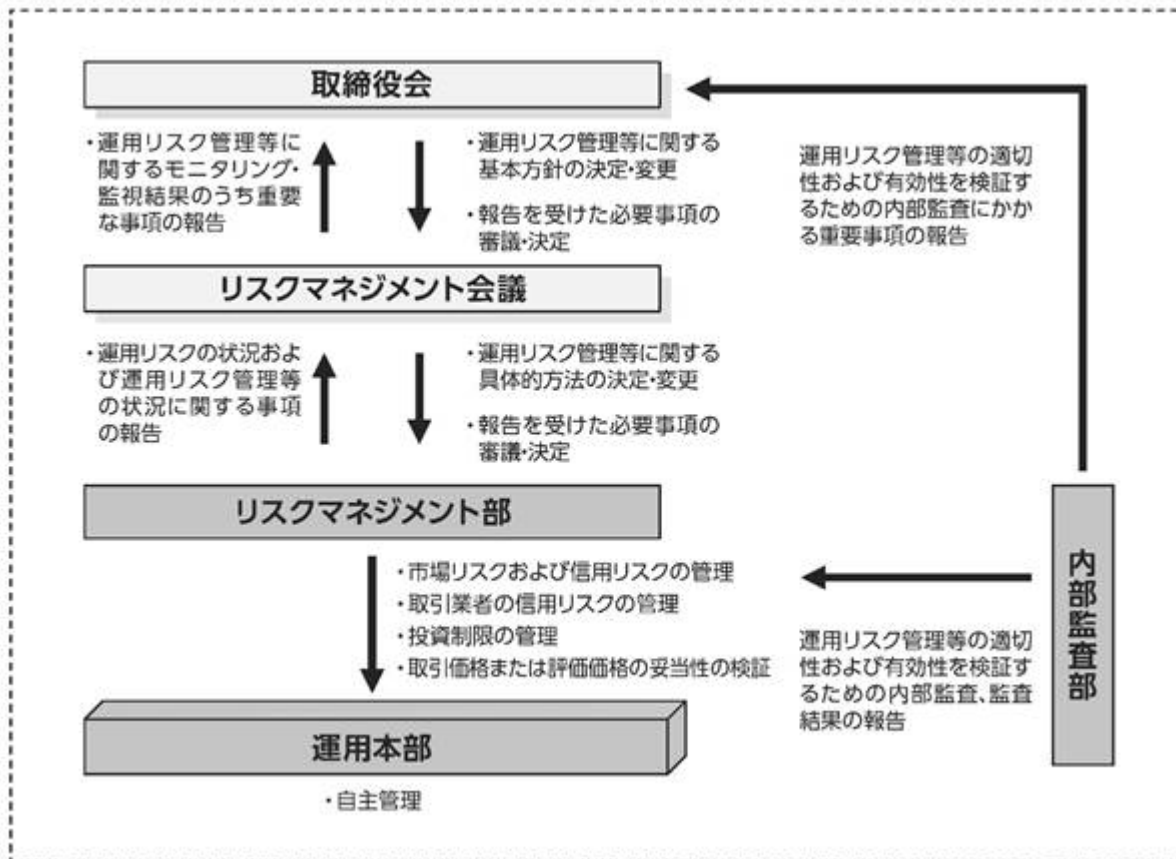 取締役会
・運用リスク管理等に
関するモニタリング・
監視結果のうち重要
な事項の報告
・運用リスク管理等に関する
基本方針の決定・変更
・報告を受けた必要事項の
審議・決定
運用リスク管理等の適切
性および有効性を検証す
るための内部監査にかか
る重要事項の報告
リスクマネジメント会議
・運用リスクの状況およ
び運用リスク管理等
の状況に関する事項
の報告
・運用リスク管理等に関する
具体的方法の決定・変更
・報告を受けた必要事項の
審議・決定
リスクマネジメント部
・市場リスクおよび信用リスクの管理
・取引業者の信用リスクの管理
・投資制限の管理
・取引価格または評価価格の妥当性の検証
内部監査部
運用リスク管理等の適切
性および有効性を検証す
るための内部監査、監査
結果の報告
運用本部
・自主管理